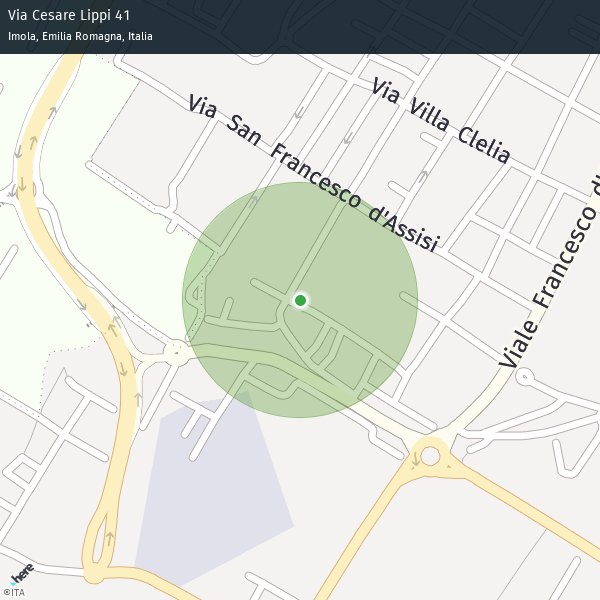 Via Cesare Lippi 41
Imola, Emilia Romagna, Italia
Via Villa Clelia
Via San Francesco d'Assisi
Viale Francesco d'
here
©ITA